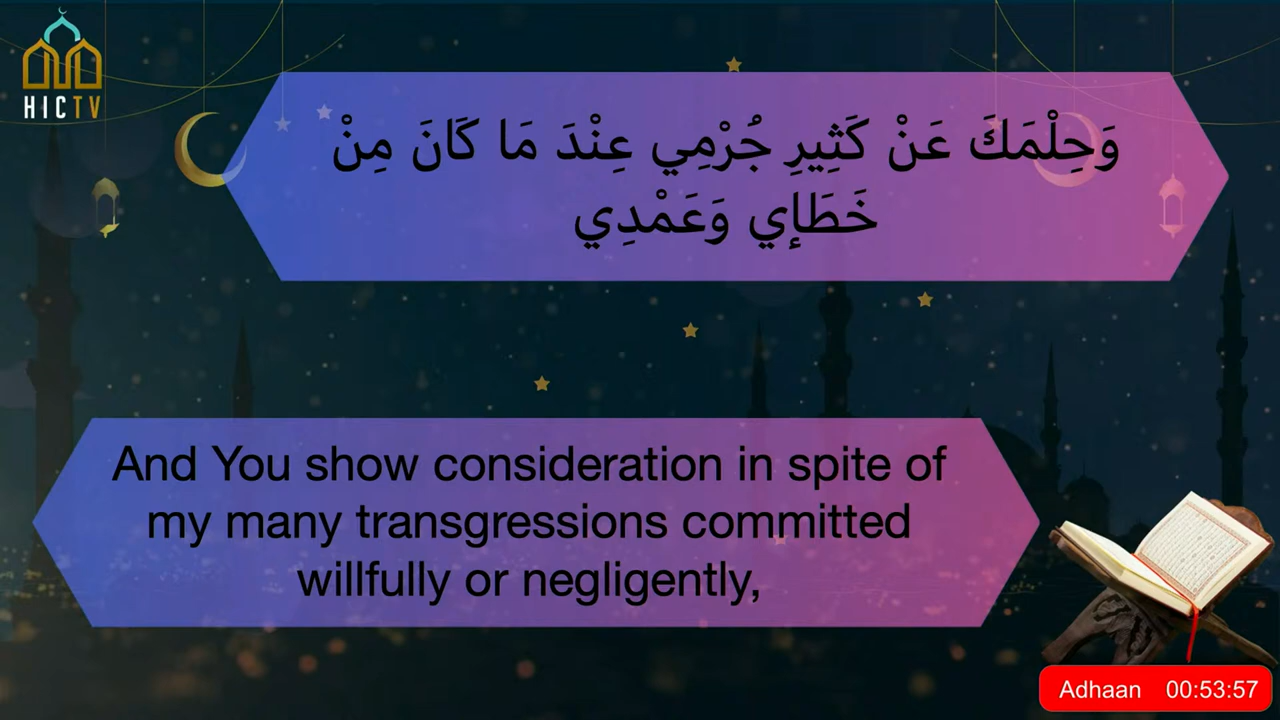 HICTV
وَحِلْمَكَ عَنْ كَثِيرِ جُرْمِي عِنْدَ مَا كَانَ مِنْ
خَطَإي وَعَمْدِي
And You show consideration in spite of
my many transgressions committed
willfully or negligently,
Adhaan 00:53:57